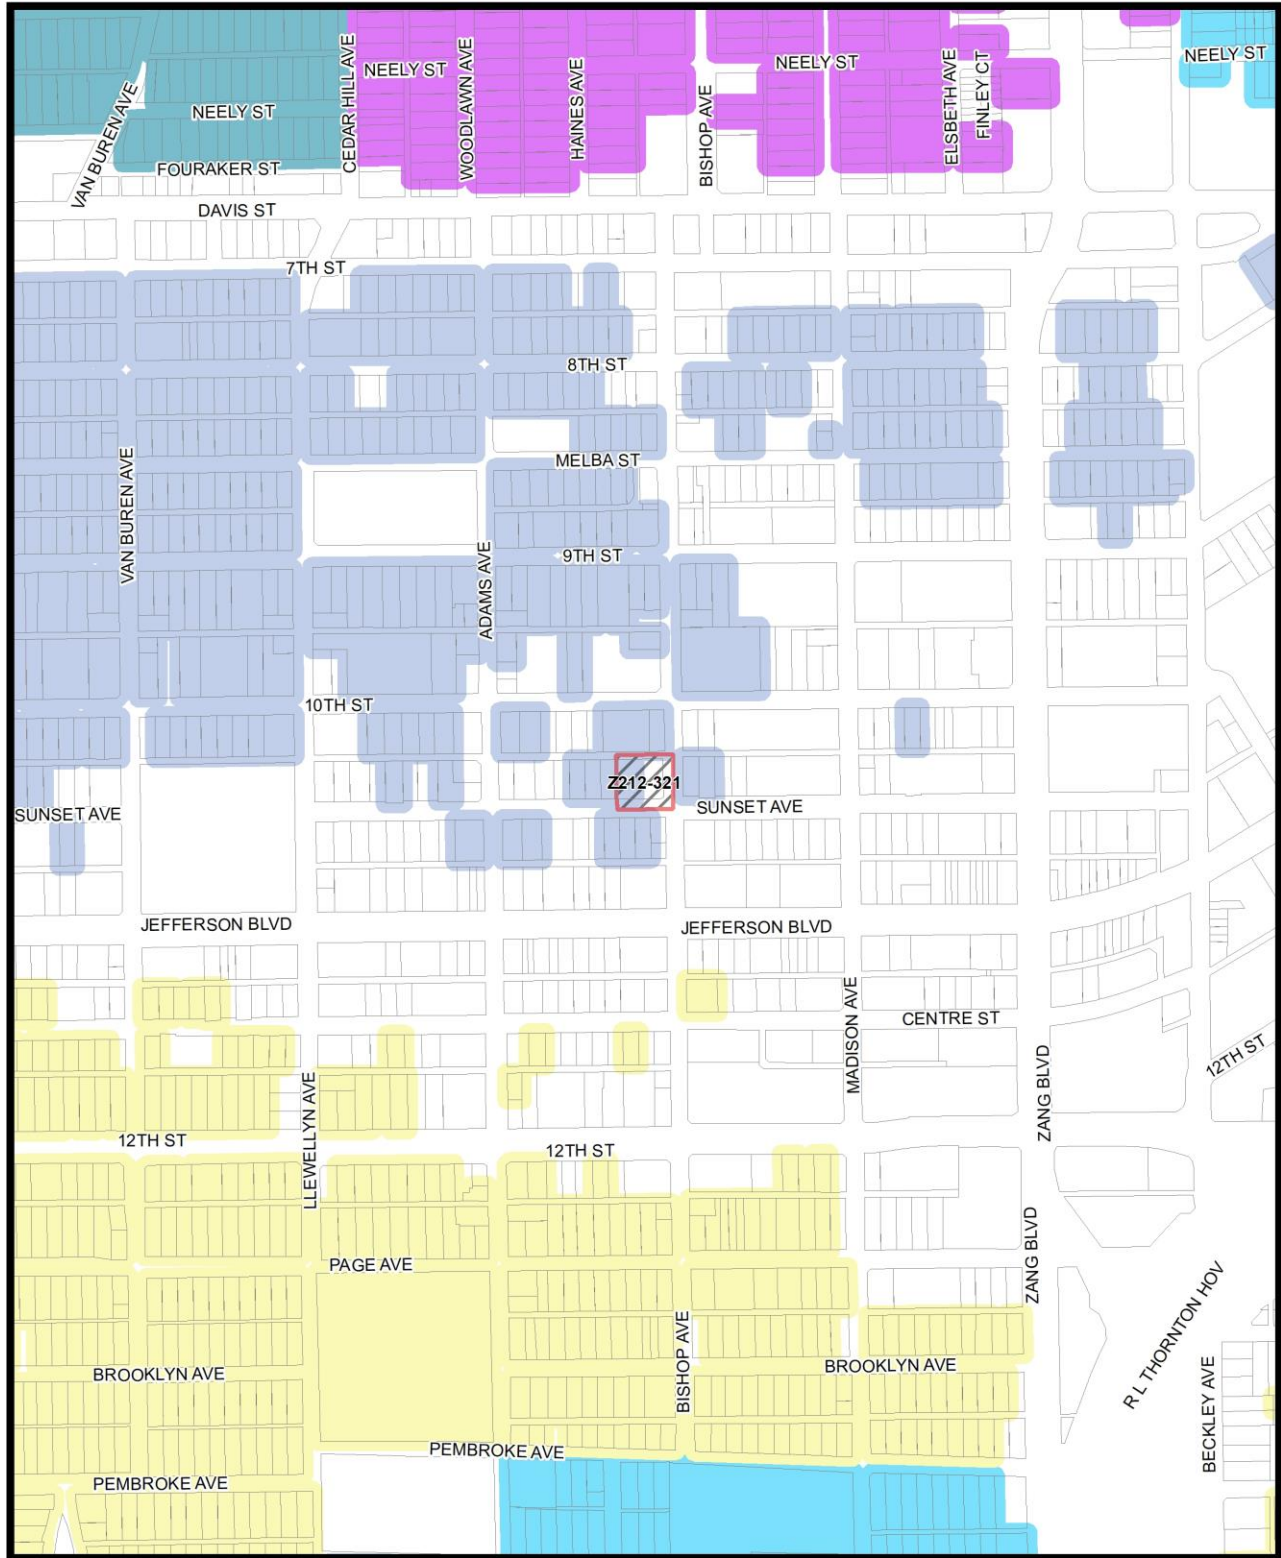 NEELY ST
NEELY ST
NEELY ST
NEELY ST
VAN BUREN AVE
CEDAR HILL AVE
WOODLAWN AVE
HAINES AVE
BISHOP AVE
ELSBETH AVE
FINLEY CT
FOURAKER ST
DAVIS ST
7TH ST
8TH ST
MELBA ST
VAN BUREN AVE
ADAMS AVE
9TH ST
10TH ST
Z212-321
SUNSET AVE
SUNSET AVE
JEFFERSON BLVD
JEFFERSON BLVD
MADISON AVE
CENTRE ST
ZANG BLVD
12TH ST
LLEWELLYN AVE
12TH ST
12TH ST
ZANG BLVD
PAGE AVE
R L THORNTON HOV
BISHOP AVE
BROOKLYN AVE
BROOKLYN AVE
BECKLEY AVE
PEMBROKE AVE
PEMBROKE AVE